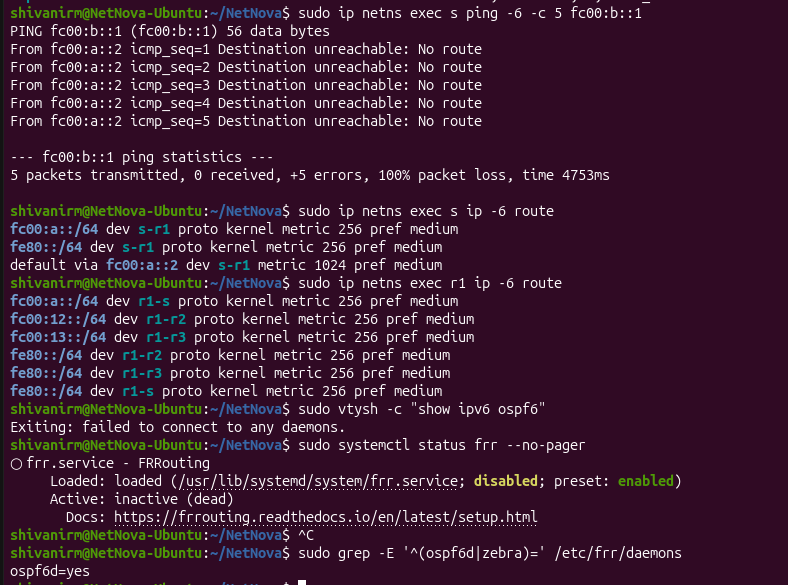 shivanirm@NetNova-Ubuntu:~/NetNova$ sudo ip netns exec s ping -6 -c 5 fc00:b::1
PING fc00:b::1 (fc00:b::1) 56 data bytes
From fc00:a::2 icmp_seq=1 Destination unreachable: No route
From fc00:a::2 icmp_seq=2 Destination unreachable: No route
From fc00:a::2 icmp_seq=3 Destination unreachable: No route
From fc00:a::2 icmp_seq=4 Destination unreachable: No route
From fc00:a::2 icmp_seq=5 Destination unreachable: No route
--- fc00:b::1 ping statistics ---
5 packets transmitted, 0 received, +5 errors, 100% packet loss, time 4753ms
shivanirm@NetNova-Ubuntu:~/NetNova$ sudo ip netns exec s ip -6 route
fc00:a::/64 dev s-r1 proto kernel metric 256 pref medium
fe80::/64 dev s-r1 proto kernel metric 256 pref medium
default via fc00:a::2 dev s-r1 metric 1024 pref medium
shivanirm@NetNova-Ubuntu:~/NetNova$ sudo ip netns exec r1 ip -6 route
fc00:a::/64 dev r1-s proto kernel metric 256 pref medium
fc00:12::/64 dev r1-r2 proto kernel metric 256 pref medium
fc00:13::/64 dev r1-r3 proto kernel metric 256 pref medium
fe80::/64 dev r1-r2 proto kernel metric 256 pref medium
fe80::/64 dev r1-r3 proto kernel metric 256 pref medium
fe80::/64 dev r1-s proto kernel metric 256 pref medium
shivanirm@NetNova-Ubuntu:~/NetNova$ sudo vtysh -c "show ipv6 ospf6"
Exiting: failed to connect to any daemons.
shivanirm@NetNova-Ubuntu:~/NetNova$ sudo systemctl status frr --no-pager
○ frr.service - FRRouting
Loaded: loaded (/usr/lib/systemd/system/frr.service; disabled; preset: enabled)
Active: inactive (dead)
Docs: https://frrouting.readthedocs.io/en/latest/setup.html
shivanirm@NetNova-Ubuntu:~/NetNova$ ^C
shivanirm@NetNova-Ubuntu:~/NetNova$ sudo grep -E '^(ospf6d|zebra)=' /etc/frr/daemons
ospf6d=yes